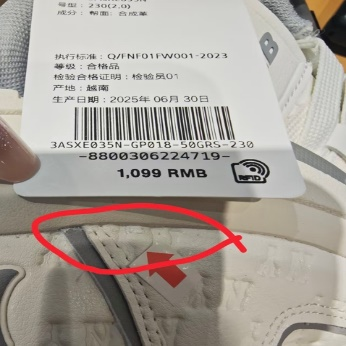 号型：230(2.0)
成分：帮面：合成革
执行标准：Q/FNF01FW001-2023
等级：合格品
检验合格证明：检验员01
产地：越南
生产日期：2025年 06月 30日
3ASXE035N-GP018-50GRS-230
-8800306224719-
1,099 RMB
RFID